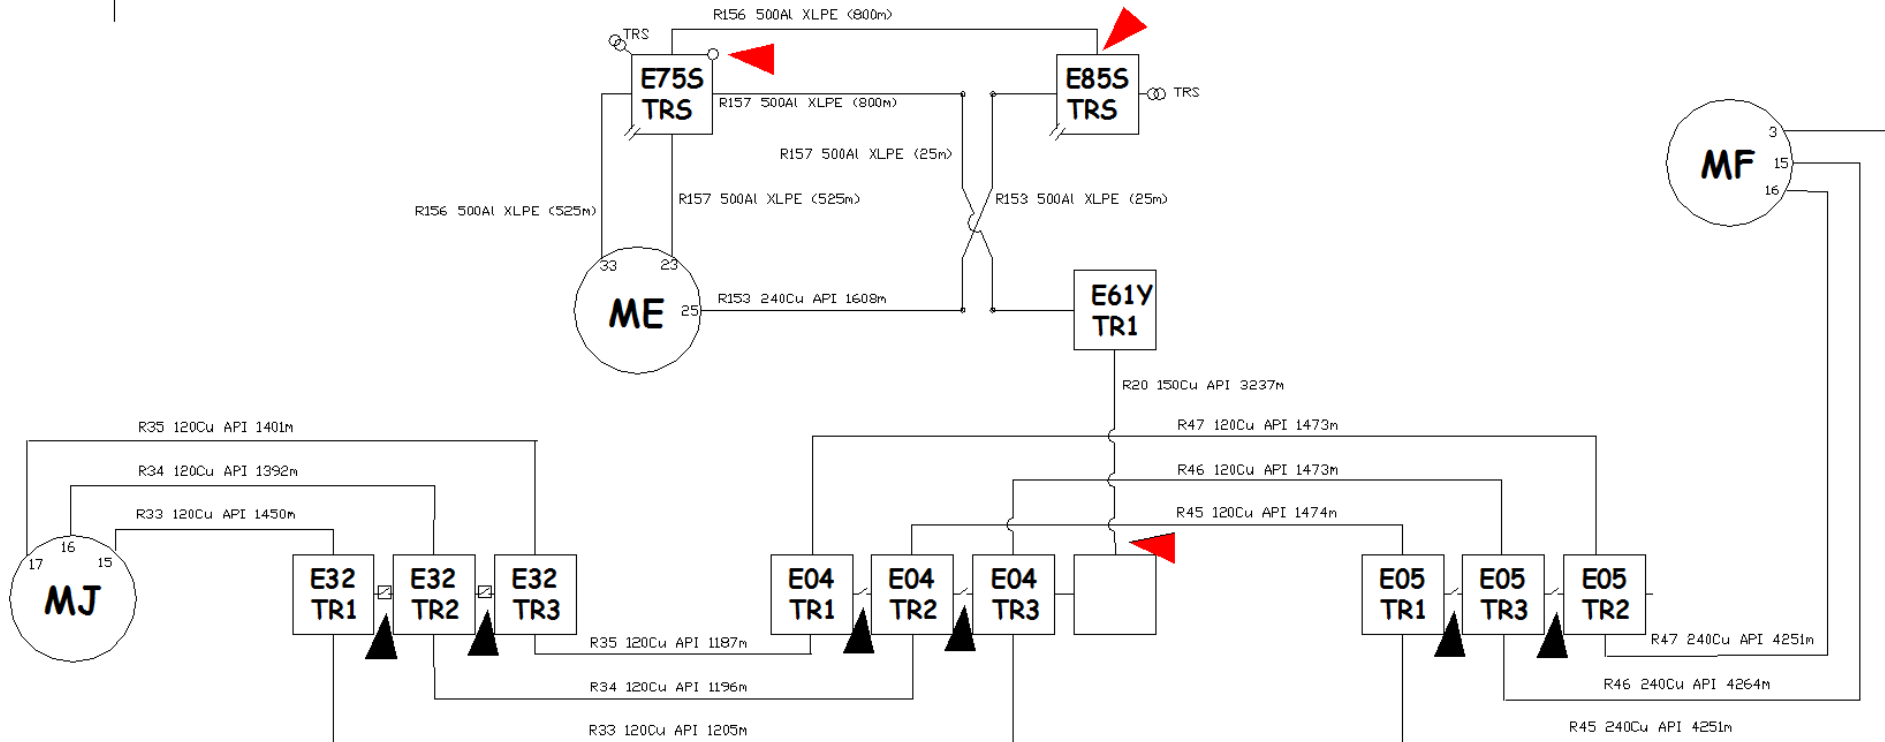 R156 500Al XLPE (800m)
TRS
E75S
TRS
E85S
TRS
TRS
R157 500Al XLPE (800m)
R157 500Al XLPE (25m)
R156 500Al XLPE (525m)
R157 500Al XLPE (525m)
R153 500Al XLPE (25m)
MF
3
15
16
33
23
25
ME
R153 240Cu API 1608m
E61Y
TR1
R20 150Cu API 3237m
R35 120Cu API 1401m
R34 120Cu API 1392m
R33 120Cu API 1450m
R47 120Cu API 1473m
R46 120Cu API 1473m
R45 120Cu API 1474m
17
16
15
MJ
E32
TR1
E32
TR2
E32
TR3
E04
TR1
E04
TR2
E04
TR3
E05
TR1
E05
TR3
E05
TR2
R35 120Cu API 1187m
R34 120Cu API 1196m
R33 120Cu API 1205m
R47 240Cu API 4251m
R46 240Cu API 4264m
R45 240Cu API 4251m